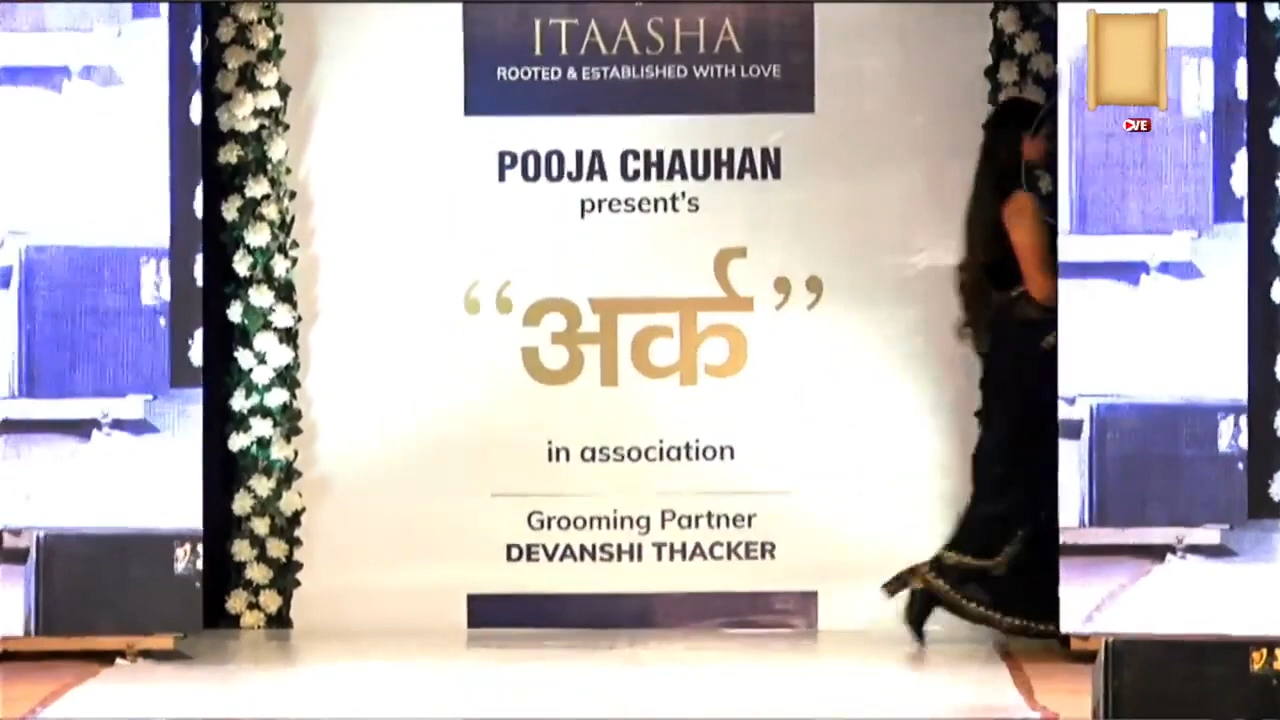 ITAASHA
ROOTED & ESTABLISHED WITH LOVE
POOJA CHAUHAN
present's
“अर्क”
in association
Grooming Partner
DEVANSHI THACKER